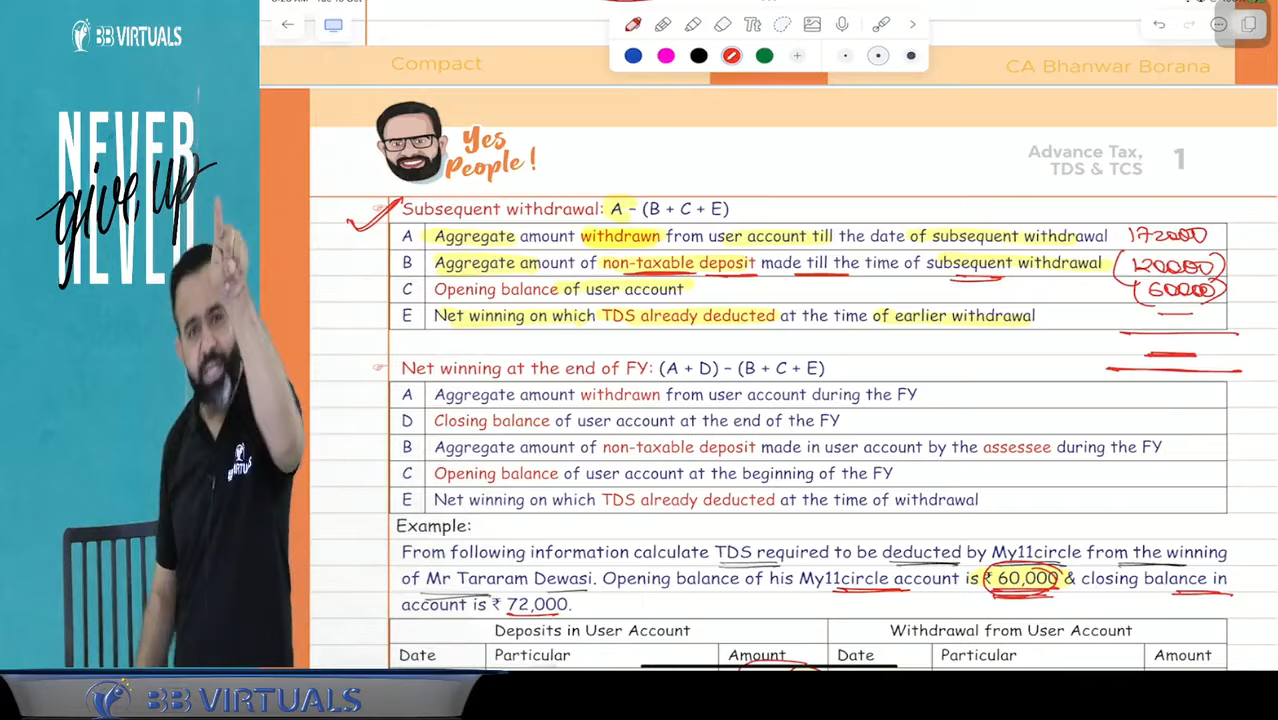 BB VIRTUALS
NEVER
give up
NEVER
BB VIRTUALS
Tt
Compact
CA Bhanwar Borana
Yes
People!
Advance Tax,
TDS & TCS
1
Subsequent withdrawal: A - (B + C + E)
A Aggregate amount withdrawn from user account till the date of subsequent withdrawal 172000
B Aggregate amount of non-taxable deposit made till the time of subsequent withdrawal (120000)
C Opening balance of user account (60000)
E Net winning on which TDS already deducted at the time of earlier withdrawal —
Net winning at the end of FY: (A + D) - (B + C + E)
A Aggregate amount withdrawn from user account during the FY
D Closing balance of user account at the end of the FY
B Aggregate amount of non-taxable deposit made in user account by the assessee during the FY
C Opening balance of user account at the beginning of the FY
E Net winning on which TDS already deducted at the time of withdrawal
Example:
From following information calculate TDS required to be deducted by My11circle from the winning
of Mr Tararam Dewasi. Opening balance of his My11circle account is ₹ 60,000 & closing balance in
account is ₹ 72,000.
Deposits in User Account Withdrawal from User Account
Date Particular Amount Date Particular Amount
BB VIRTUALS